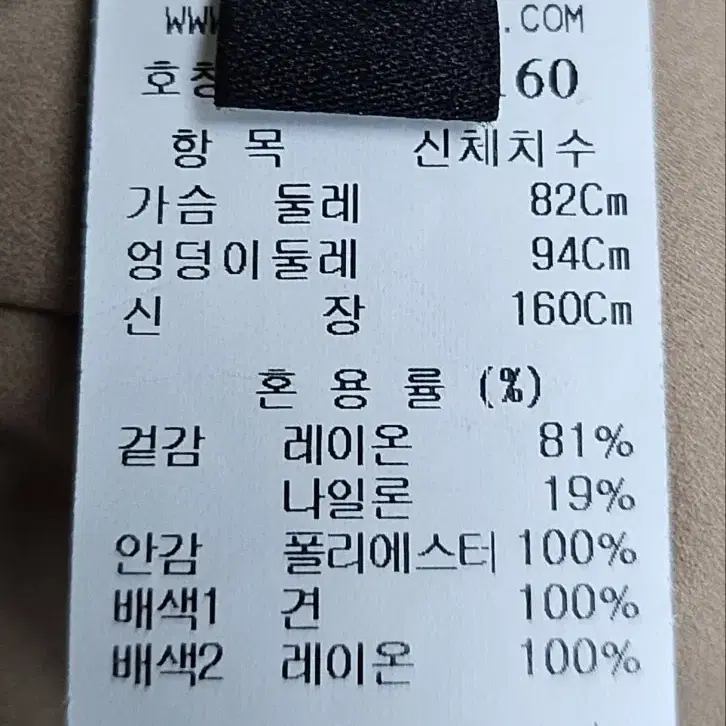 .COM
60
항 목 신체치수
가슴 둘레 82Cm
엉덩이둘레 94Cm
신 장 160Cm
혼 용 률 (%)
겉감 레이온 81%
나일론 19%
안감 폴리에스터 100%
배색1 견 100%
배색2 레이온 100%